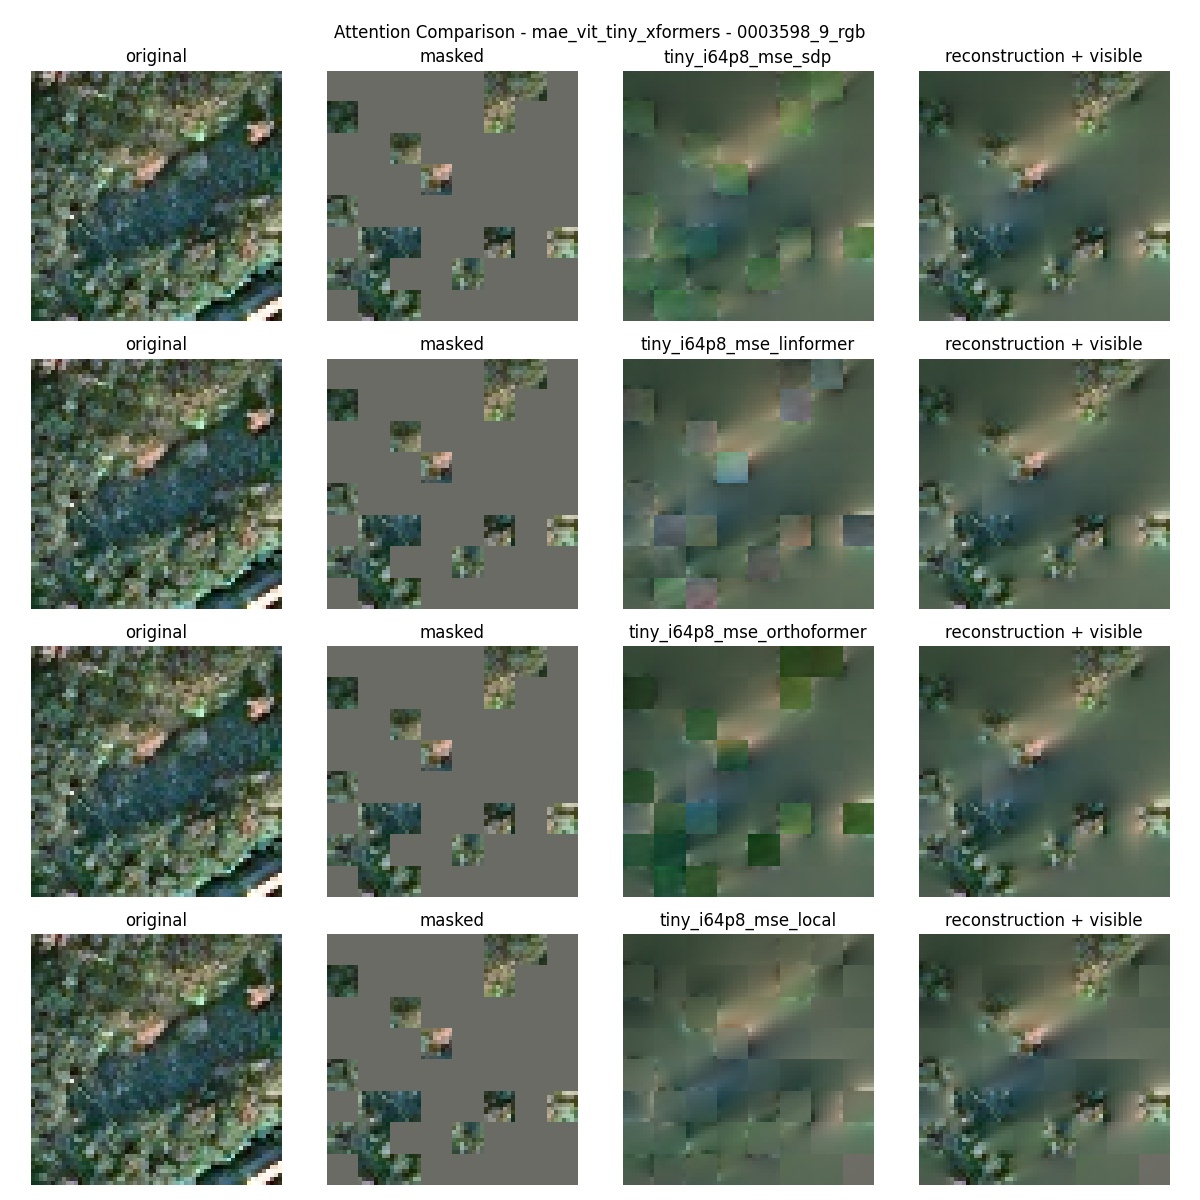 Attention Comparison - mae_vit_tiny_xformers - 0003598_9_rgb
original masked tiny_i64p8_mse_sdp reconstruction + visible
original masked tiny_i64p8_mse_linformer reconstruction + visible
original masked tiny_i64p8_mse_orthoformer reconstruction + visible
original masked tiny_i64p8_mse_local reconstruction + visible